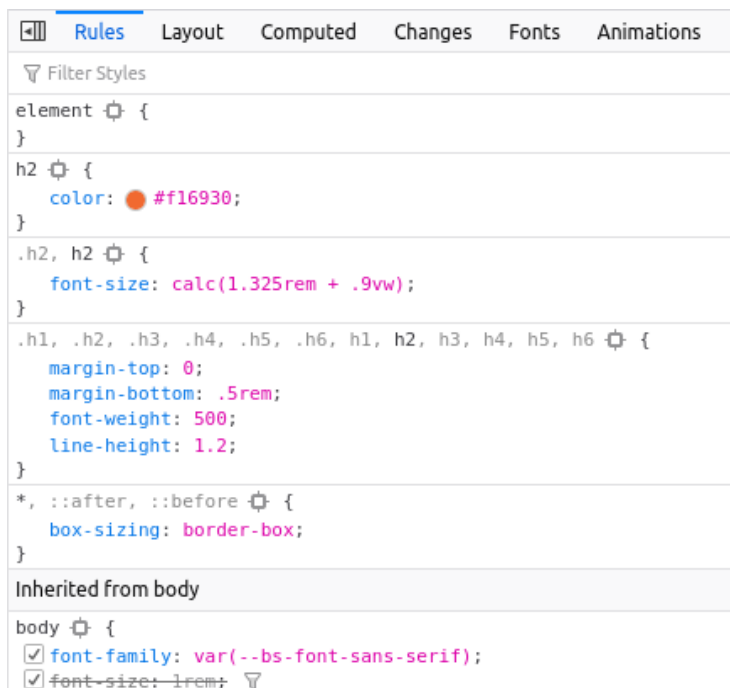 Rules Layout Computed Changes Fonts Animations
Filter Styles
element {
}
h2 {
color: #f16930;
}
.h2, h2 {
font-size: calc(1.325rem + .9vw);
}
.h1, .h2, .h3, .h4, .h5, .h6, h1, h2, h3, h4, h5, h6 {
margin-top: 0;
margin-bottom: .5rem;
font-weight: 500;
line-height: 1.2;
}
*, ::after, ::before {
box-sizing: border-box;
}
Inherited from body
body {
font-family: var(--bs-font-sans-serif);
font-size: 1rem;